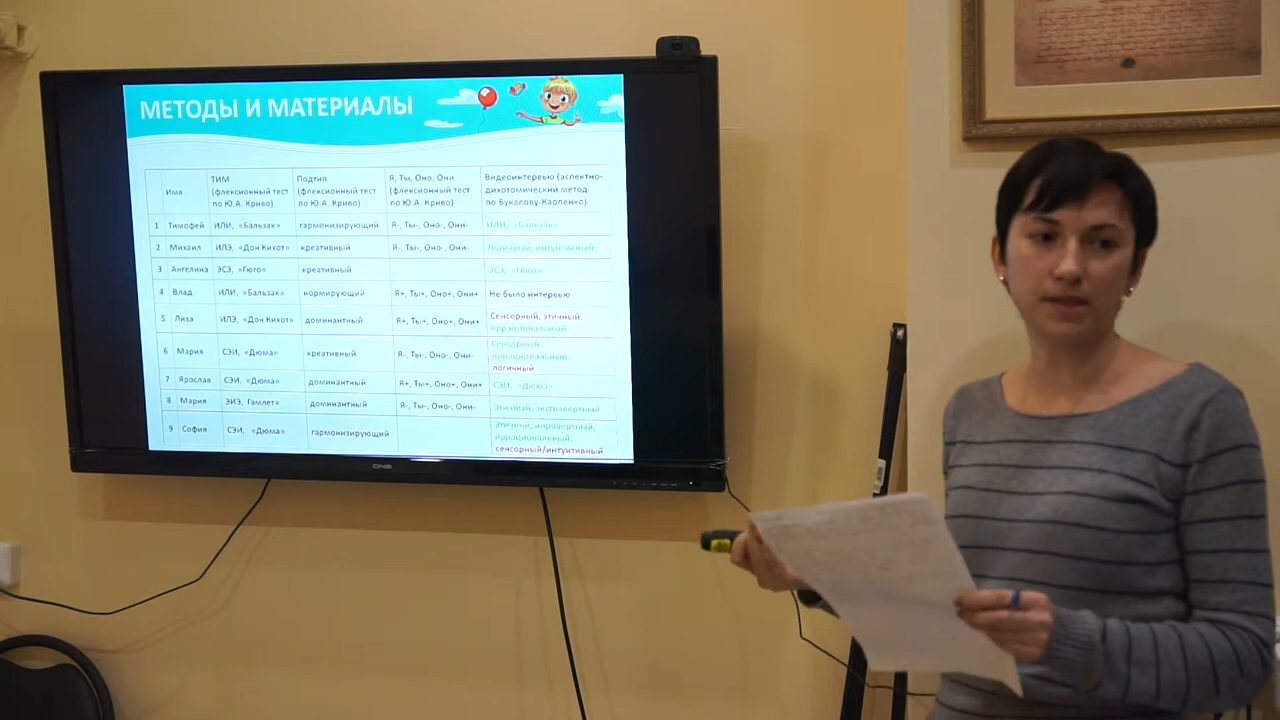 МЕТОДЫ И МАТЕРИАЛЫ
Имя
ТИМ
(флексионный тест
по Ю.А. Криво)
Подтип
(флексионный тест
по Ю.А. Криво)
Я, Ты, Оно, Они
(флексионный тест
по Ю.А. Криво)
Видеоинтервью (аспектно-
дихотомический метод
по Букалову-Карпенко)
1 Тимофей ИЛИ, «Бальзак» гармонизирующий Я-, Ты-, Оно-, Они- ИЛИ, «Бальзак»
2 Михаил ИЛЭ, «Дон Кихот» креативный Я-, Ты-, Оно-, Они- Логичный, интуитивный
3 Ангелина ЭСЭ, «Гюго» креативный ЭСЭ, «Гюго»
4 Влад ИЛИ, «Бальзак» нормирующий Я+, Ты+, Оно+, Они+ Не было интервью
5 Лиза ИЛЭ, «Дон Кихот» доминантный Я+, Ты+, Оно+, Они+ Сенсорный, этичный,
иррациональный
6 Мария СЭИ, «Дюма» креативный Я-, Ты-, Оно-, Они- Сенсорный,
иррациональный,
логичный
7 Ярослав СЭИ, «Дюма» доминантный Я+, Ты+, Оно+, Они+ СЭИ, «Дюма»
8 Мария ЭИЭ, Гамлет» доминантный Я-, Ты-, Оно-, Они- Этичный, экстраверт­ный
9 София СЭИ, «Дюма» гармонизирующий Этичный, инровертный,
иррациональный,
сенсорный/интуитивный
DNS